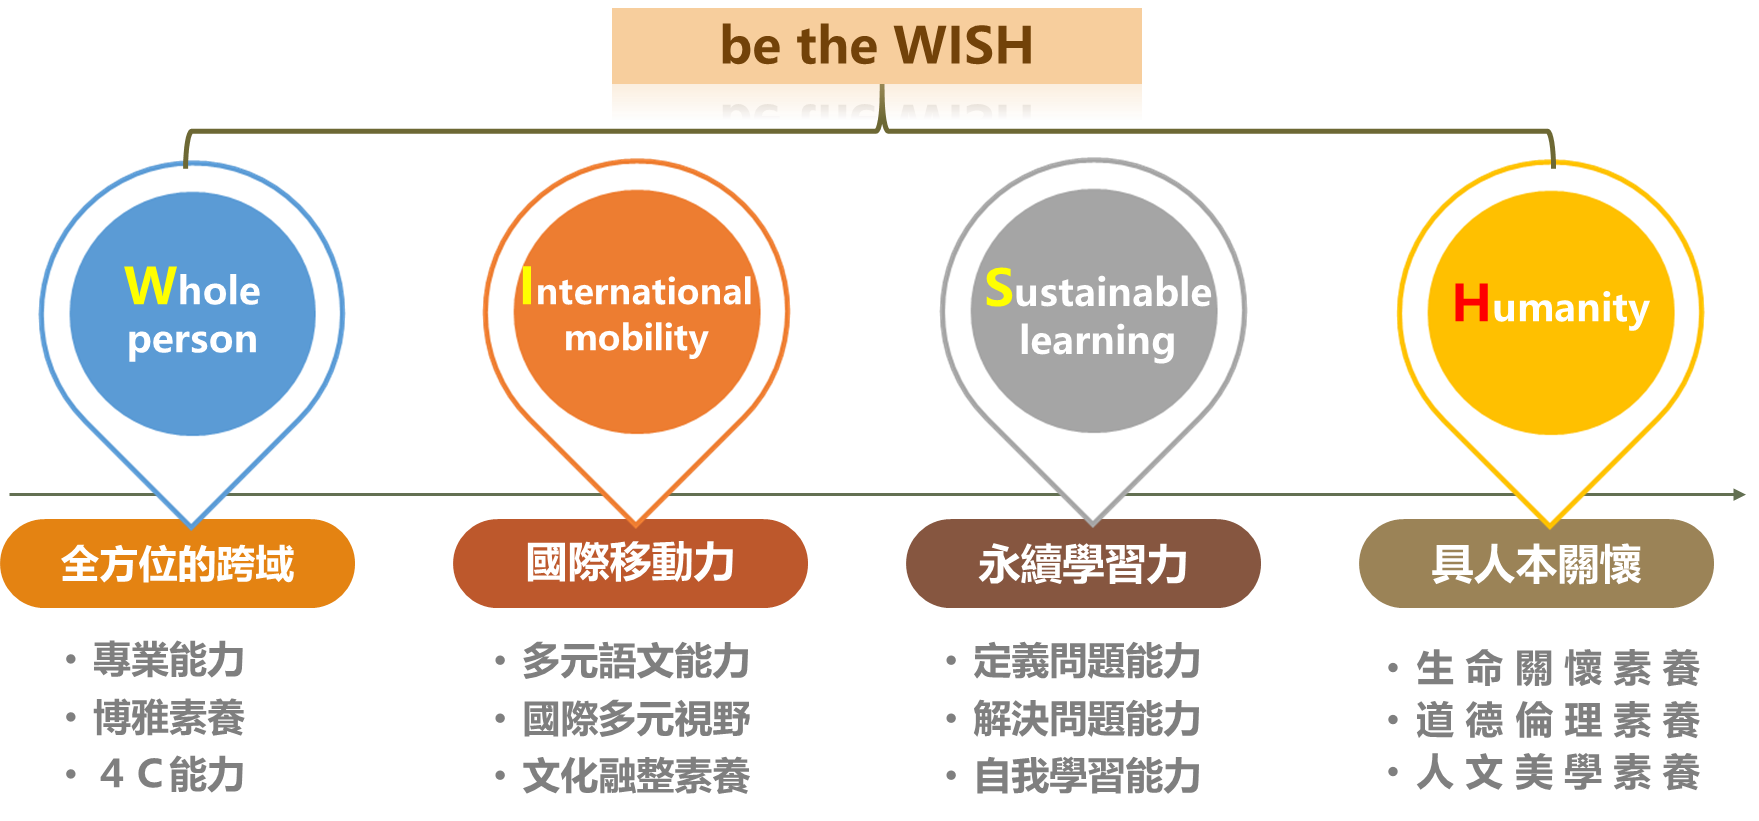 be the WISH
Whole
person
International
mobility
Sustainable
learning
Humanity
全方位的跨域
國際移動力
永續學習力
具人本關懷
• 專業能力
• 博雅素養
• ４Ｃ能力
• 多元語文能力
• 國際多元視野
• 文化融整素養
• 定義問題能力
• 解決問題能力
• 自我學習能力
• 生命關懷素養
• 道德倫理素養
• 人文美學素養